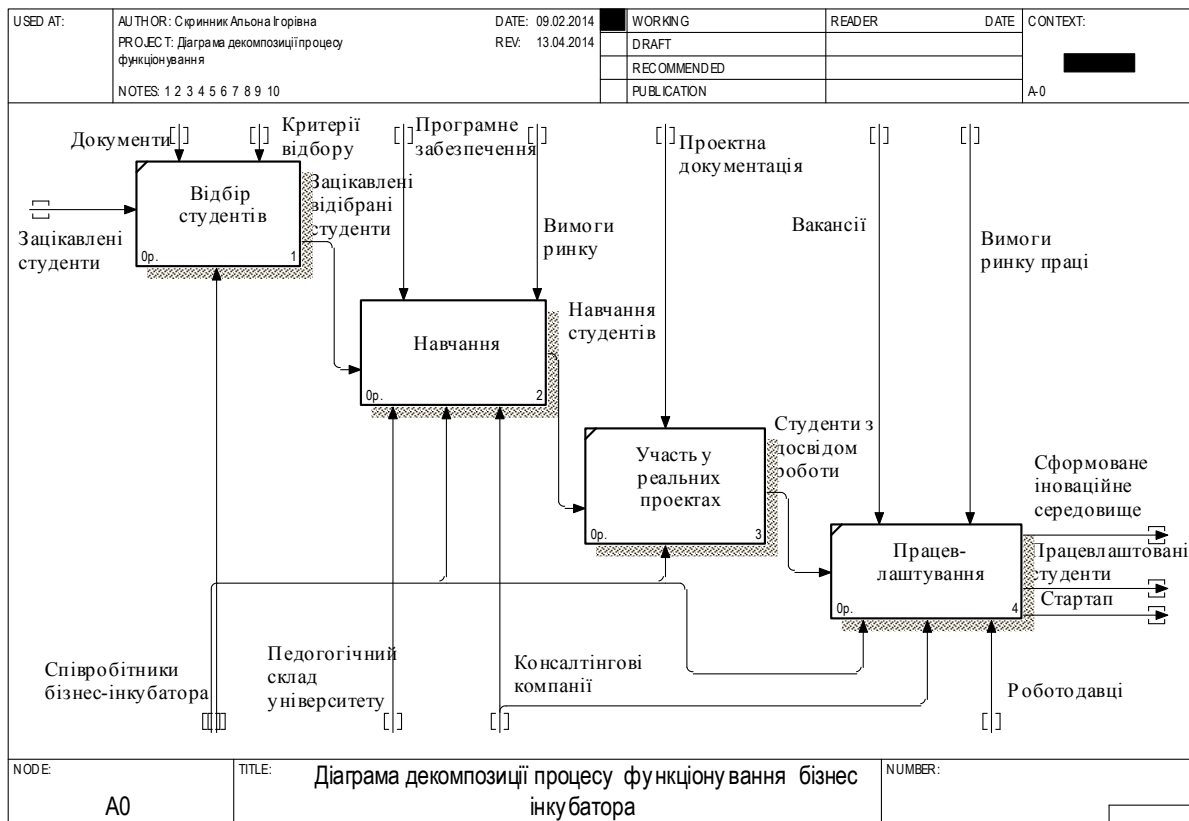 USED AT:
AUTHOR: Скринник Альона Ігорівна
DATE: 09.02.2014
PROJECT: Діаграма декомпозиції процесу
функціонування
REV: 13.04.2014
NOTES: 1 2 3 4 5 6 7 8 9 10
WORKING
DRAFT
RECOMMENDED
PUBLICATION
READER
DATE
CONTEXT:
A-0
Документи
Критерії
відбору
Програмне
забезпечення
Проектна
документація
Відбір
студентів
0р.
1
Зацікавлені
відібрані
студенти
Зацікавлені
студенти
Вимоги
ринку
Вакансії
Вимоги
ринку праці
Навчання
0р.
2
Навчання
студентів
Участь у
реальних
проектах
0р.
3
Студенти з
досвідом
роботи
Працев-
лаштування
0р.
4
Сформоване
іноваційне
середовище
Працевлаштовані
студенти
Стартап
Співробітники
бізнес-інкубатора
Педогогічний
склад
університету
Консалтінгові
компанії
Роботодавці
NODE:
A0
TITLE:
Діаграма декомпозиції процесу функціонування бізнес
інкубатора
NUMBER: